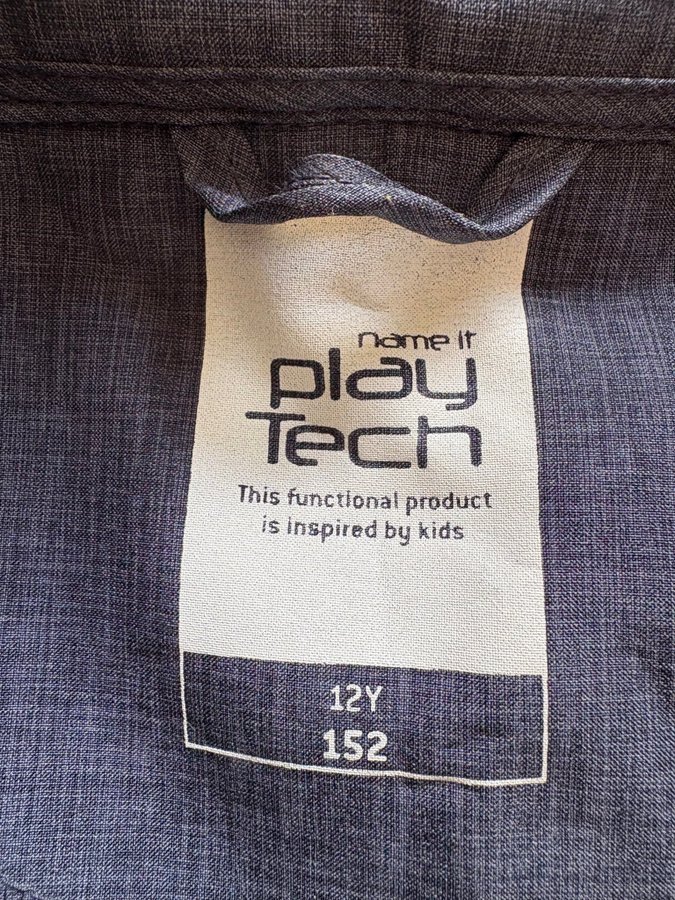 name it
play
Tech
This functional product
is inspired by kids
12Y
152